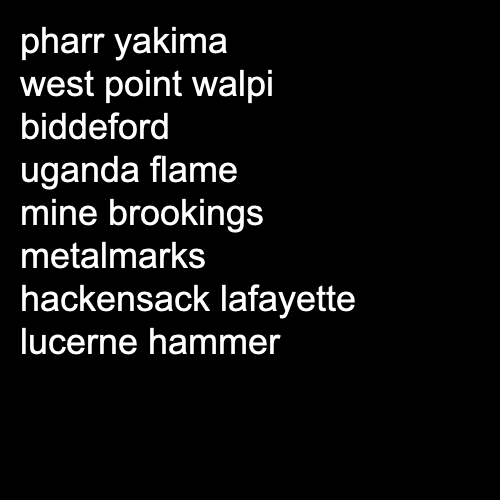 pharr yakima
west point walpi
biddeford
uganda flame
mine brookings
metalmarks
hackensack lafayette
lucerne hammer